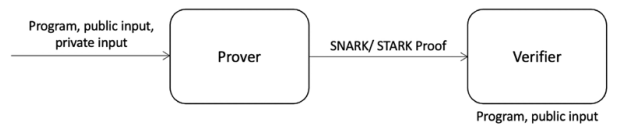 Program, public input,
private input
Prover
SNARK/ STARK Proof
Verifier
Program, public input